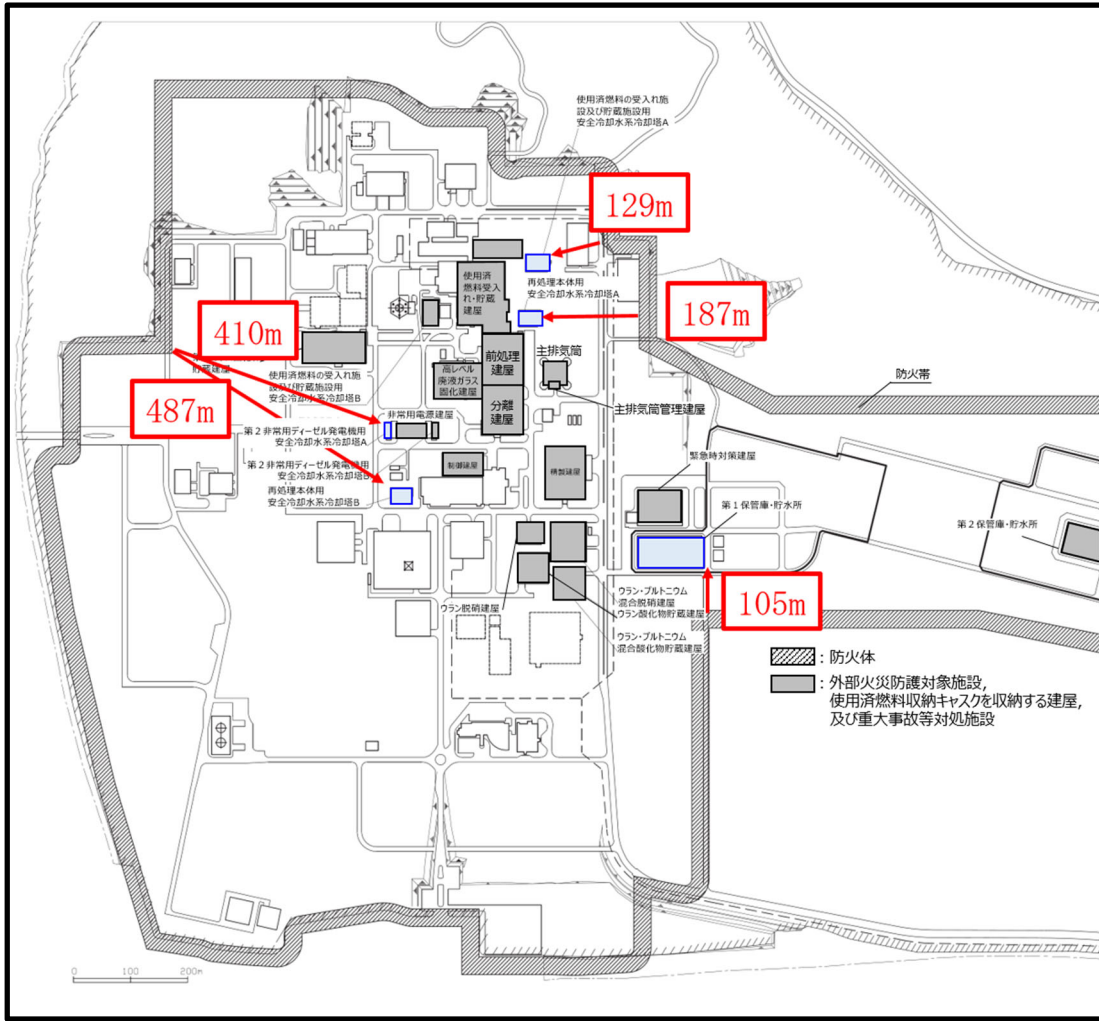 使用済燃料の受入れ施
設及び貯蔵施設用
安全冷却水系冷却塔A
129m
使用済
燃料受入
れ・貯蔵
建屋
再処理本体用
安全冷却水系冷却塔A
187m
410m
前処理
建屋
主排気筒
防火帯
貯蔵建屋
使用済燃料の受入れ施
設及び貯蔵施設用
安全冷却水系冷却塔B
高レベル
廃液ガラス
固化建屋
分離
建屋
主排気筒管理建屋
487m
非常用電源建屋
第2非常用ディーゼル発電機用
安全冷却水系冷却塔A
第2非常用ディーゼル発電機用
安全冷却水系冷却塔B
制御建屋
精製建屋
緊急時対策建屋
再処理本体用
安全冷却水系冷却塔B
第1保管庫・貯水所
第2保管庫・貯水所
105m
ウラン脱硝建屋
ウラン・プルトニウム
混合脱硝建屋
ウラン酸化物貯蔵建屋
ウラン・プルトニウム
混合酸化物貯蔵建屋
:防火体
:外部火災防護対象施設,
使用済燃料収納キャスクを収納する建屋,
及び重大事故等対処施設
0 100 200m